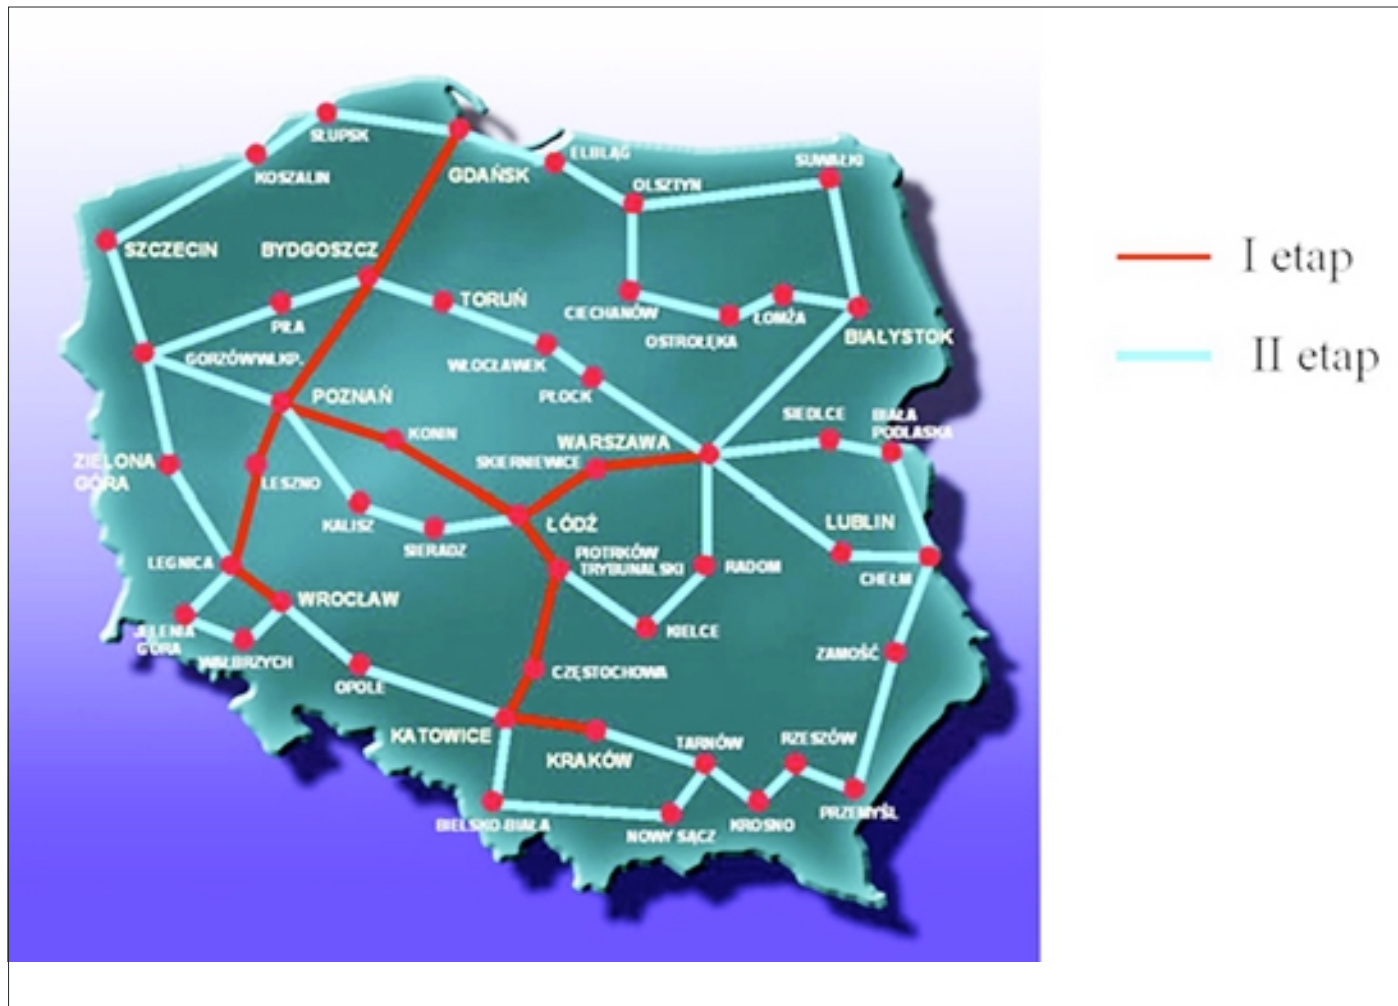 SŁUPSK
KOSZALIN
GDAŃSK
ELBLĄG
OLSZTYN
SUWAŁKI
SZCZECIN
BYDGOSZCZ
I etap
PIŁA
TORUŃ
CIECHANÓW
OSTROŁĘKA
ŁOMŻA
BIAŁYSTOK
II etap
GORZÓW WLKP.
WŁOCŁAWEK
PŁOCK
POZNAŃ
KONIN
SKIERNIEWICE
WARSZAWA
SIEDLCE
BIAŁA
PODLASKA
ZIELONA
GÓRA
LESZNO
KALISZ
SIERADZ
ŁÓDŹ
LUBLIN
LEGNICA
PIOTRKÓW
TRYBUNALSKI
RADOM
CHEŁM
WROCŁAW
JELENIA
GÓRA
WAŁBRZYCH
OPOLE
KIELCE
ZAMOŚĆ
CZĘSTOCHOWA
KATOWICE
KRAKÓW
TARNÓW
RZESZÓW
BIELSKO-BIAŁA
NOWY SĄCZ
KROSNO
PRZEMYŚL